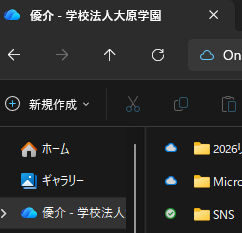 優介 - 学校法人大原学園
On
新規作成
ホーム
ギャラリー
優介 - 学校法人
2026
Micro
SNS